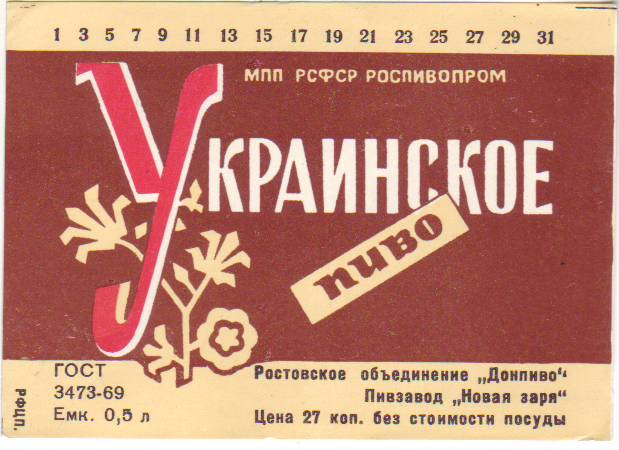 1 3 5 7 9 11 13 15 17 19 21 23 25 27 29 31
МПП РСФСР РОСПИВОПРОМ
УКРАИНСКОЕ
пиво
ГОСТ
3473-69
Емк. 0,5 л
Ростовское объединение „Донпиво“
Пивзавод „Новая заря“
Цена 27 коп. без стоимости посуды
РФЦП.